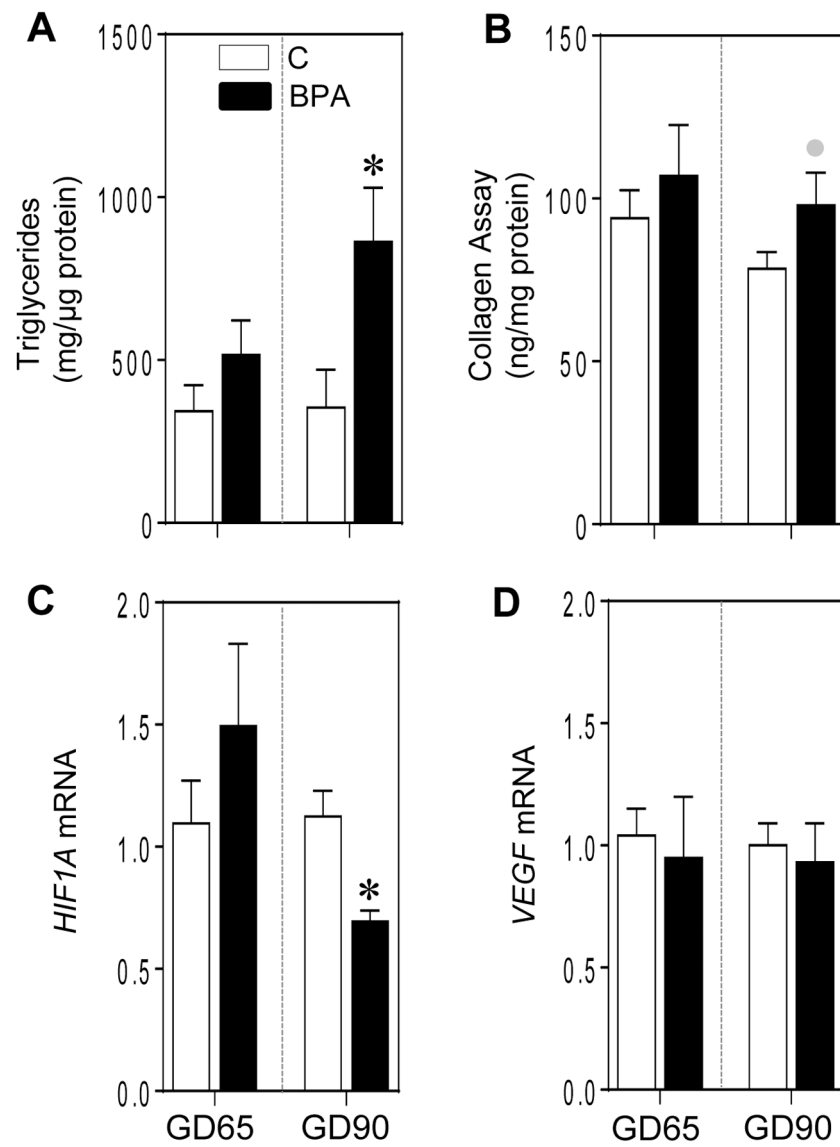 A
1500
1000
500
0
Triglycerides
(mg/µg protein)
C
BPA
*
B
150
100
50
0
Collagen Assay
(ng/mg protein)
C
2.0
1.5
1.0
0.5
0.0
HIF1A mRNA
*
GD65 GD90
D
2.0
1.5
1.0
0.5
0.0
VEGF mRNA
GD65 GD90